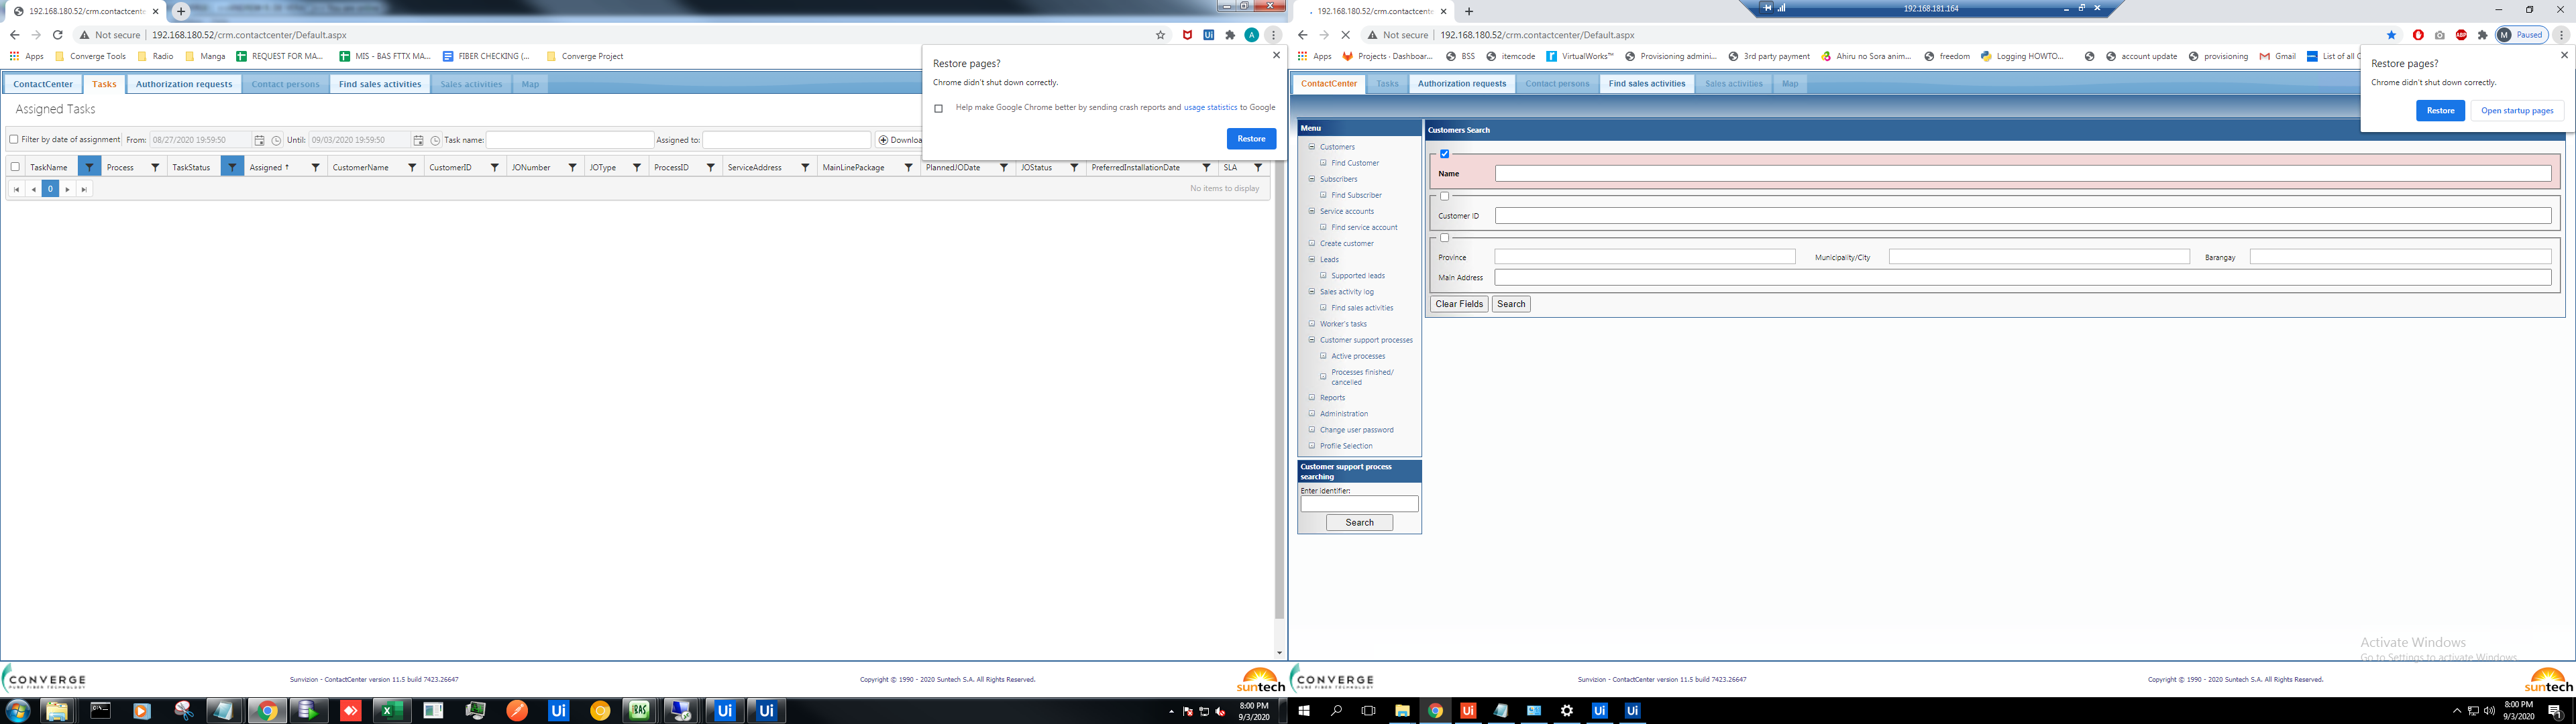 192.168.180.52/crm.contactcente
Not secure 192.168.180.52/crm.contactcenter/Default.aspx
Apps Converge Tools Radio Manga REQUEST FOR MA... MIS - BAS FTTX MA... FIBER CHECKING (... Converge Project
Restore pages?
Chrome didn't shut down correctly.
Help make Google Chrome better by sending crash reports and usage statistics to Google
Restore
ContactCenter Tasks Authorization requests Contact persons Find sales activities Sales activities Map
Assigned Tasks
Filter by date of assignment From: 08/27/2020 19:59:50 Until: 09/03/2020 19:59:50 Task name: Assigned to: Downloa
TaskName Process TaskStatus Assigned ↑ CustomerName CustomerID JONumber JOType ProcessID ServiceAddress MainLinePackage PlannedJODate JOStatus PreferredInstallationDate SLA
0 No items to display
CONVERGE
PURE FIBER TECHNOLOGY
Sunvizion - ContactCenter version 11.5 build 7423.26647
Copyright © 1990 - 2020 Suntech S.A. All Rights Reserved.
suntech
8:00 PM
9/3/2020
192.168.180.52/crm.contactcente
192.168.181.164
Not secure 192.168.180.52/crm.contactcenter/Default.aspx
M Paused
Apps Projects · Dashboar... BSS itemcode VirtualWorks™ Provisioning admini... 3rd party payment Ahiru no Sora anim... freedom Logging HOWTO... account update provisioning Gmail List of all C
Restore pages?
Chrome didn't shut down correctly.
Restore Open startup pages
ContactCenter Tasks Authorization requests Contact persons Find sales activities Sales activities Map
Menu
Customers
Find Customer
Subscribers
Find Subscriber
Service accounts
Find service account
Create customer
Leads
Supported leads
Sales activity log
Find sales activities
Worker's tasks
Customer support processes
Active processes
Processes finished/
cancelled
Reports
Administration
Change user password
Profile Selection
Customer support process
searching
Enter identifier:
Search
Customers Search
Name
Customer ID
Province Municipality/City Barangay
Main Address
Clear Fields Search
Activate Windows
Go to Settings to activate Windows.
CONVERGE
PURE FIBER TECHNOLOGY
Sunvizion - ContactCenter version 11.5 build 7423.26647
Copyright © 1990 - 2020 Suntech S.A. All Rights Reserved.
suntech
8:00 PM
9/3/2020